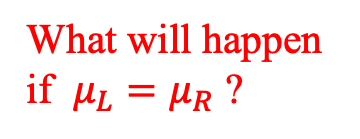 What will happen
if μ_L = μ_R ?